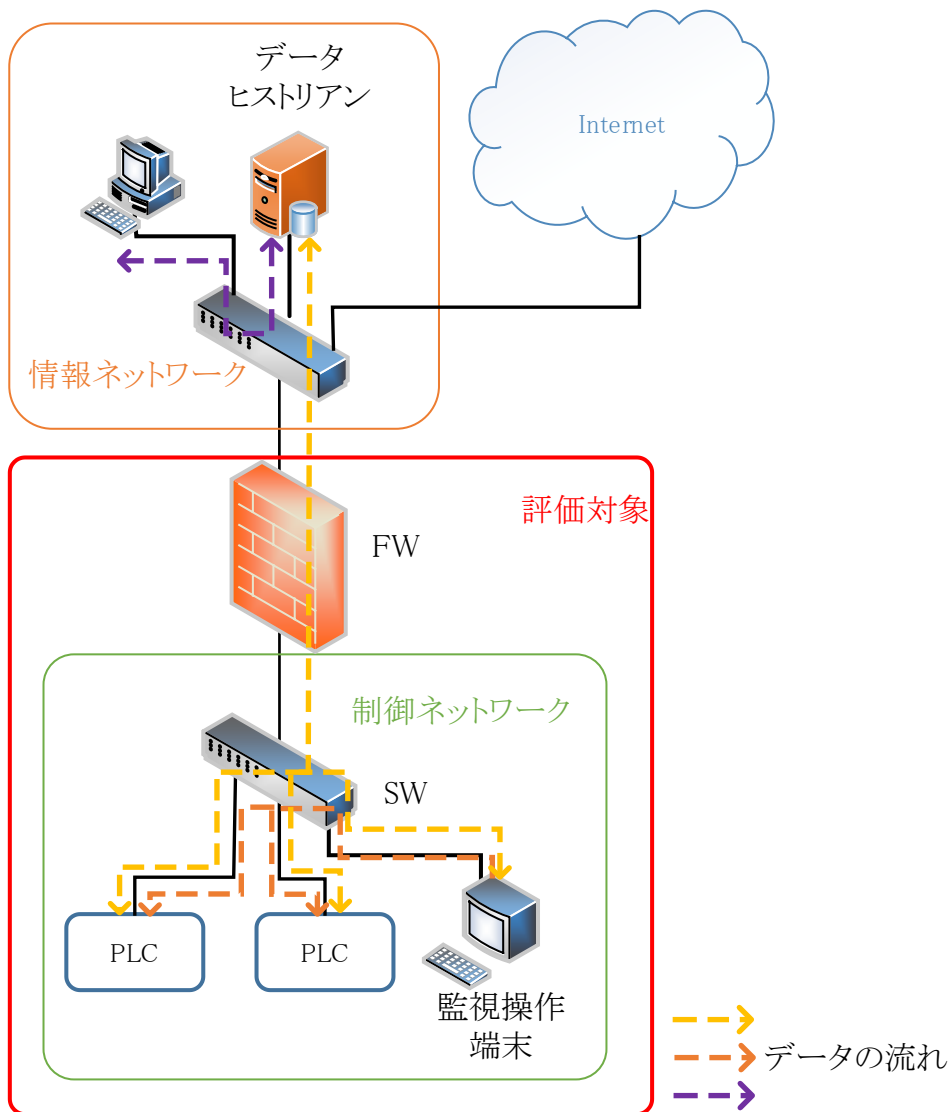 データ
ヒストリアン
Internet
情報ネットワーク
評価対象
FW
制御ネットワーク
SW
PLC
PLC
監視操作
端末
データの流れ